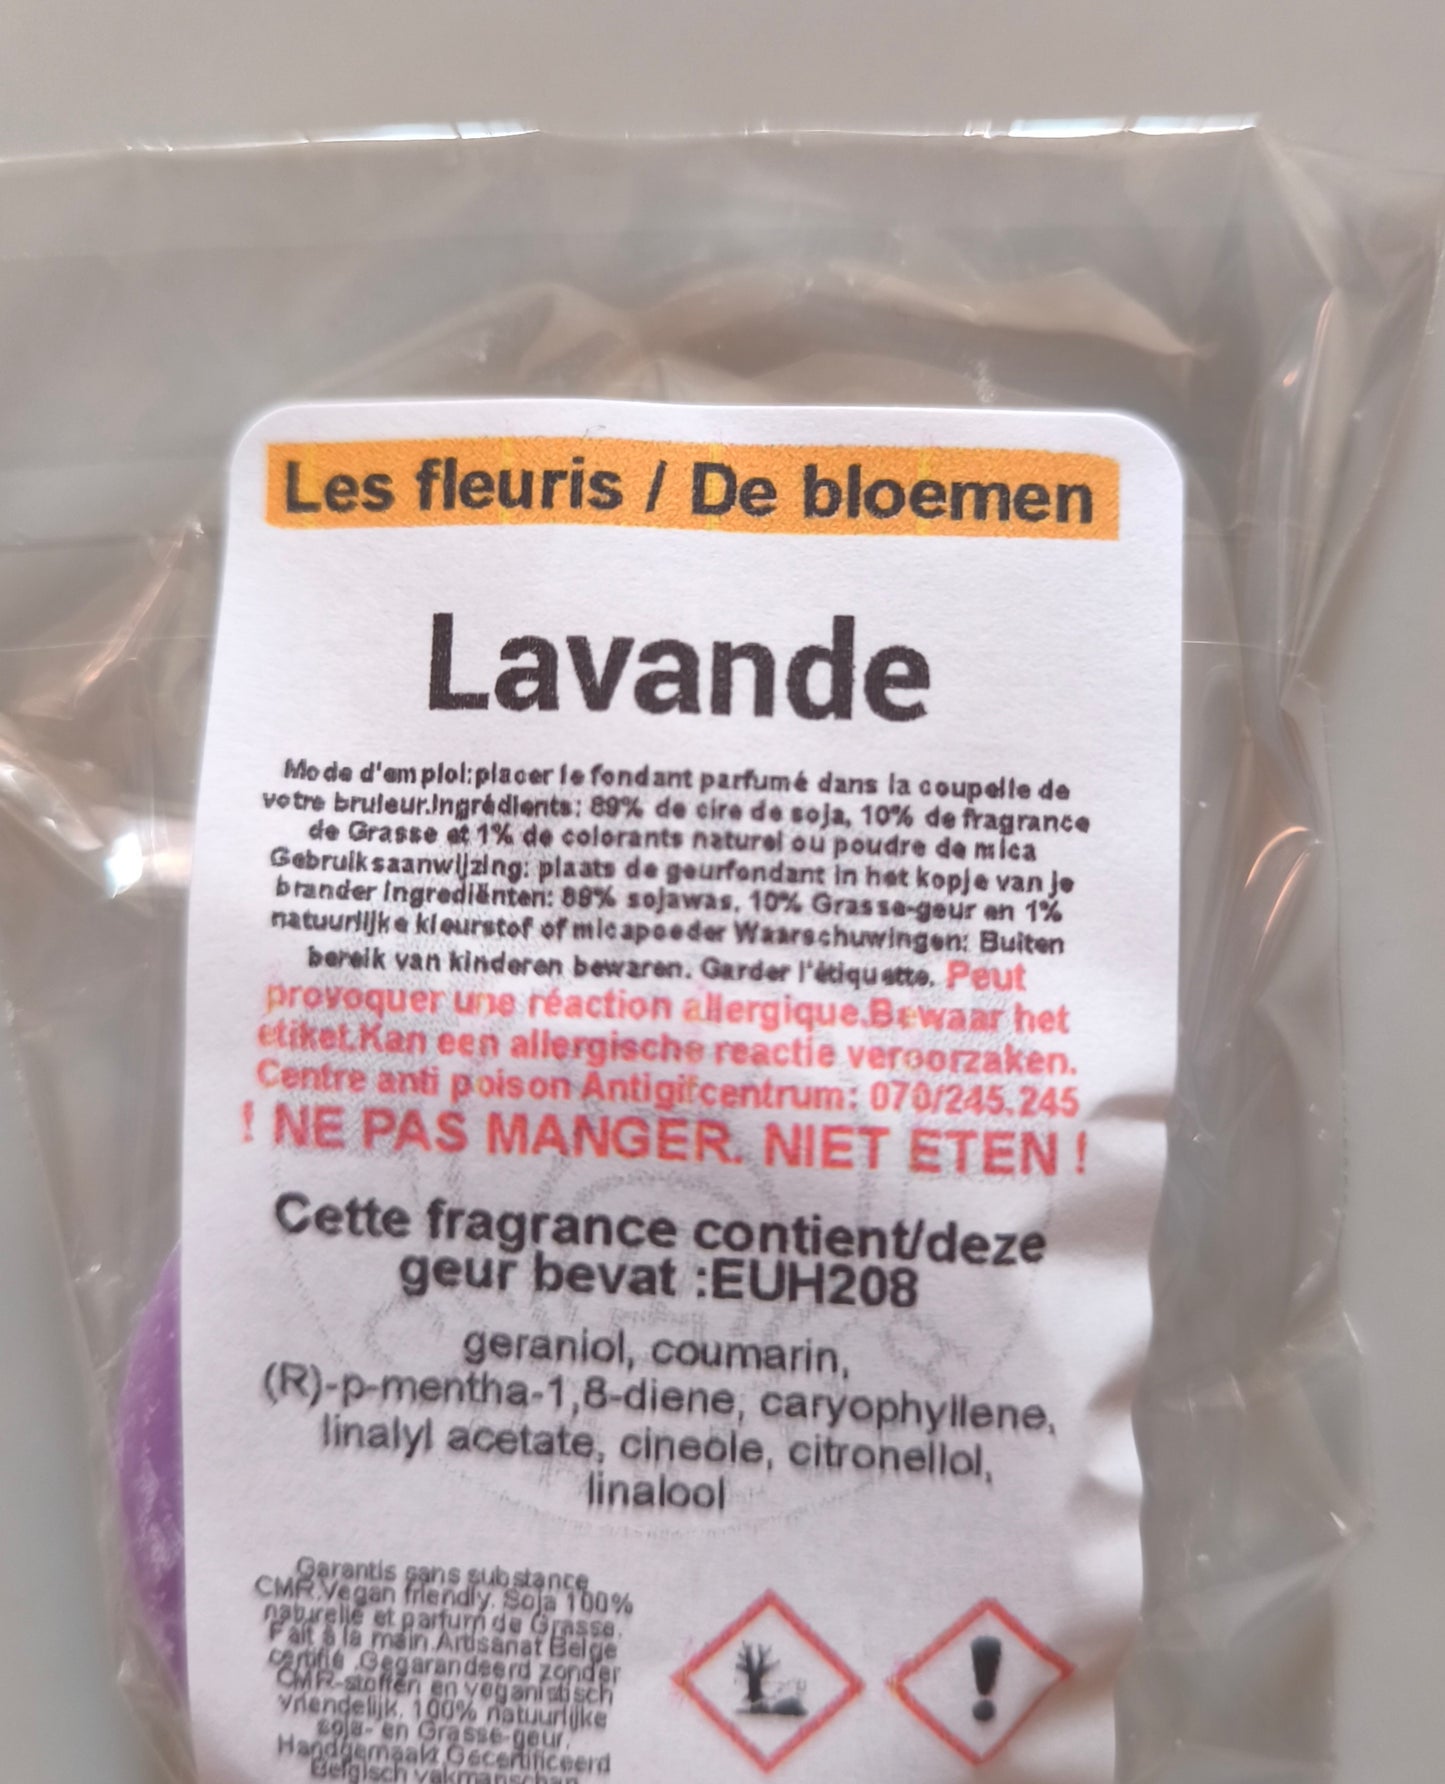 Les fleuris / De bloemen
Lavande
Mode d'emploi:placer le fondant parfumé dans la coupelle de
votre bruleur.Ingrédients: 89% de cire de soja, 10% de fragrance
de Grasse et 1% de colorants naturel ou poudre de mica
Gebruiksaanwijzing: plaats de geurfondant in het kopje van je
brander Ingrediënten: 89% sojawas, 10% Grasse-geur en 1%
natuurlijke kleurstof of micapoeder Waarschuwingen: Buiten
bereik van kinderen bewaren. Garder l'étiquette. Peut
provoquer une réaction allergique.Bewaar het
etiket.Kan een allergische reactie veroorzaken.
Centre anti poison Antigifcentrum: 070/245.245
! NE PAS MANGER. NIET ETEN !
Cette fragrance contient/deze
geur bevat :EUH208
geraniol, coumarin,
(R)-p-mentha-1,8-diene, caryophyllene,
linalyl acetate, cineole, citronellol,
linalool
Garantis sans substance
CMR.Vegan friendly. Soja 100%
naturelle et parfum de Grasse.
Fait à la main.Artisanat Belge
certifié .Gegarandeerd zonder
CMR-stoffen en veganistisch
vriendelijk. 100% natuurlijke
soja- en Grasse-geur.
Handgemaakt.Gecertificeerd
Belgisch vakmanschap